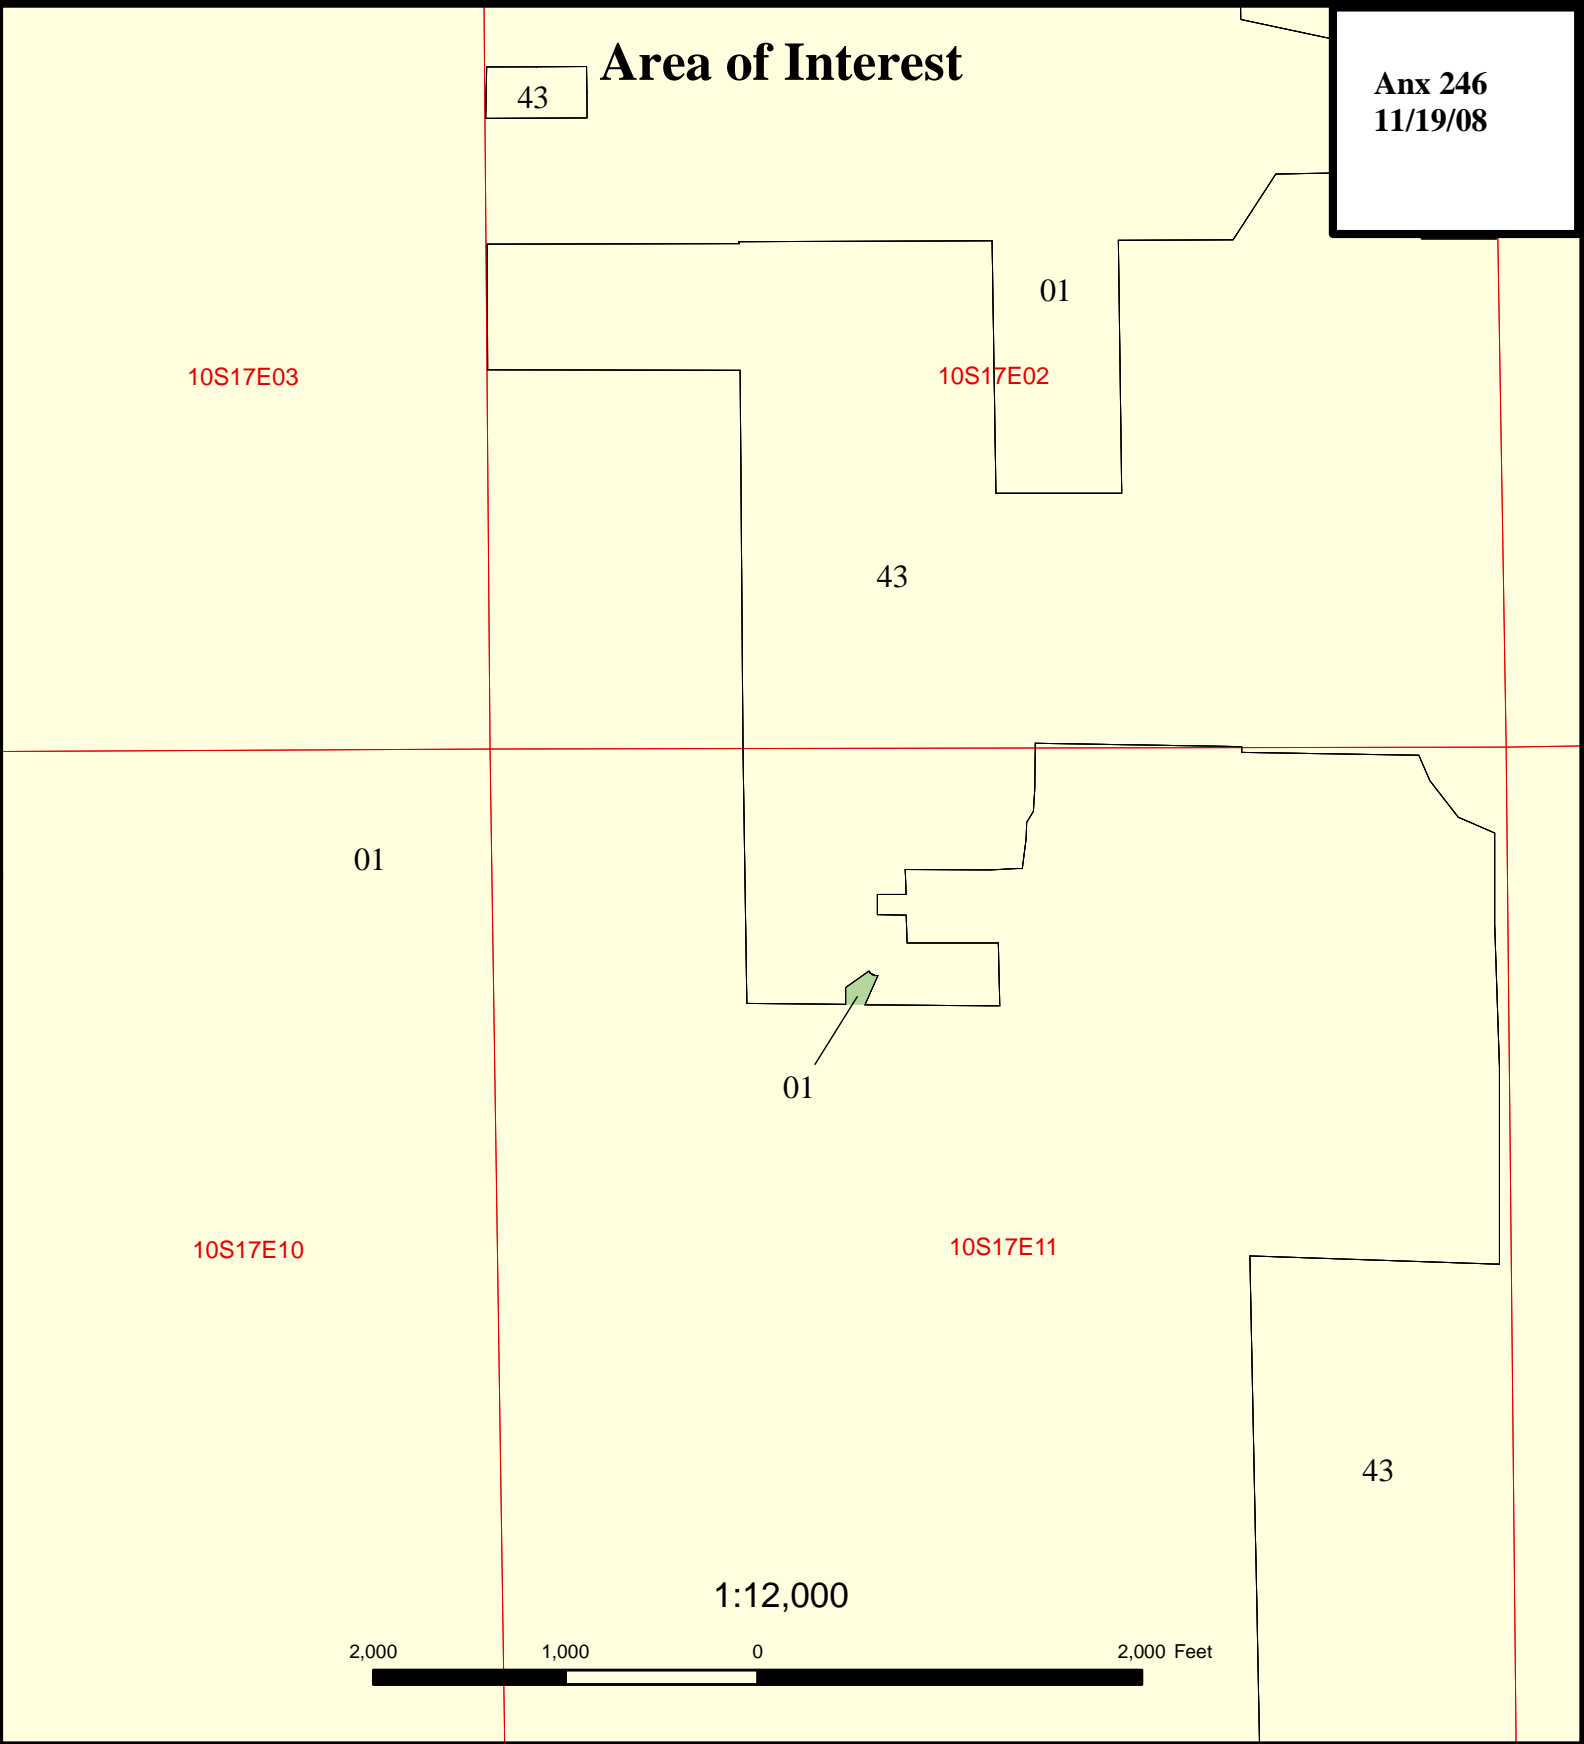 Area of Interest
Anx 246
11/19/08
43
01
10S17E03
10S17E02
43
01
01
10S17E10
10S17E11
43
1:12,000
2,000 1,000 0 2,000 Feet